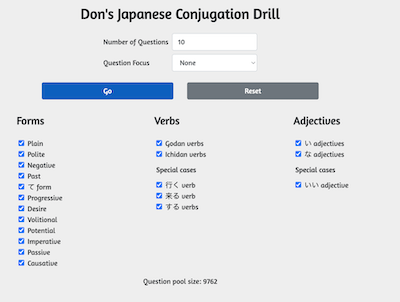 Don's Japanese Conjugation Drill
Number of Questions 10
Question Focus None
Go Reset
Forms
Plain
Polite
Negative
Past
て form
Progressive
Desire
Volitional
Potential
Imperative
Passive
Causative
Verbs
Godan verbs
Ichidan verbs
Special cases
行く verb
来る verb
する verbs
Adjectives
い adjectives
な adjectives
Special cases
いい adjective
Question pool size: 9762